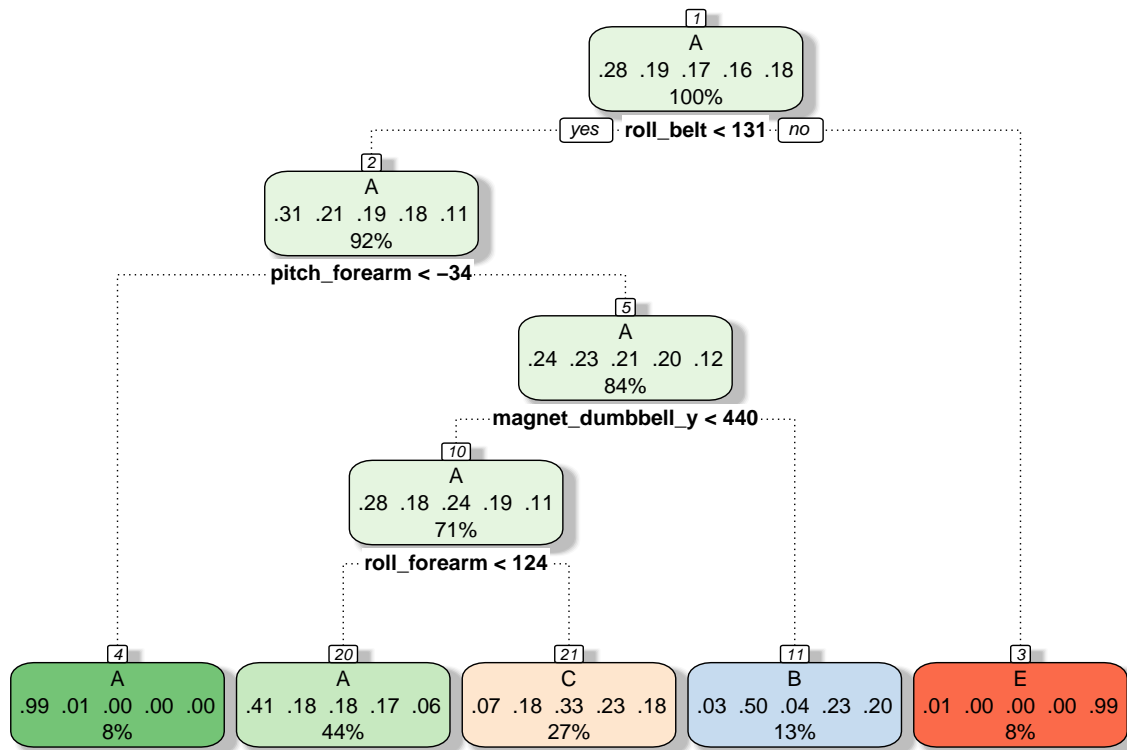 1
A
.28 .19 .17 .16 .18
100%
yes roll_belt < 131 no
2
A
.31 .21 .19 .18 .11
92%
pitch_forearm < −34
5
A
.24 .23 .21 .20 .12
84%
magnet_dumbbell_y < 440
10
A
.28 .18 .24 .19 .11
71%
roll_forearm < 124
4
A
.99 .01 .00 .00 .00
8%
20
A
.41 .18 .18 .17 .06
44%
21
C
.07 .18 .33 .23 .18
27%
11
B
.03 .50 .04 .23 .20
13%
3
E
.01 .00 .00 .00 .99
8%